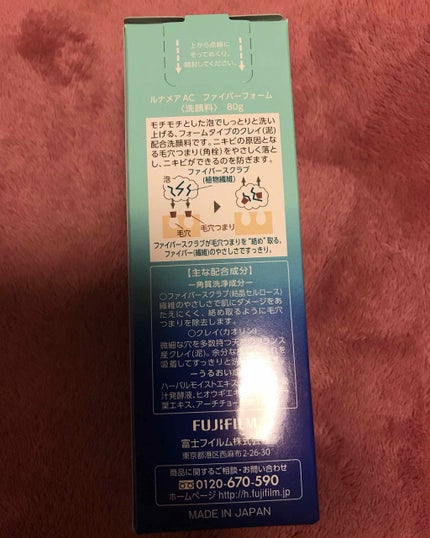 上から点線に
そってめくり、
開封してください。
ルナメアAC ファイバーフォーム
〈洗顔料〉 80g
モチモチとした泡でしっとりと洗い
上げる、フォームタイプのクレイ(泥)
配合洗顔料です。ニキビの原因とな
る毛穴つまり(角栓)をやさしく落と
し、ニキビができるのを防ぎます。
ファイバースクラブ
泡 (植物繊維)
毛穴 毛穴つまり
ファイバースクラブが毛穴つまりを“絡め”取る。
ファイバー(繊維)のやさしさですっきり。
【主な配合成分】
ー角質洗浄成分ー
○ファイバースクラブ(結晶セルロース)
繊維のやさしさで肌にダメージをあ
たえにくく、絡め取るように毛穴
つまりを除去します。
○クレイ(カオリン)
微細な穴を多数持つ天然のフランス
産クレイ(泥)。余分な
吸着してすっきりと
ーうるおい成
ハーバルモイストエキス
汁発酵液、ヒオウギエキ
葉エキス、アーチチョー
FUJIFILM
富士フイルム株式会
東京都港区西麻布2-26-30
商品に関するご相談・お問い合わせ
0120-670-590
ホームページ http://h.fujifilm.jp
MADE IN JAPAN